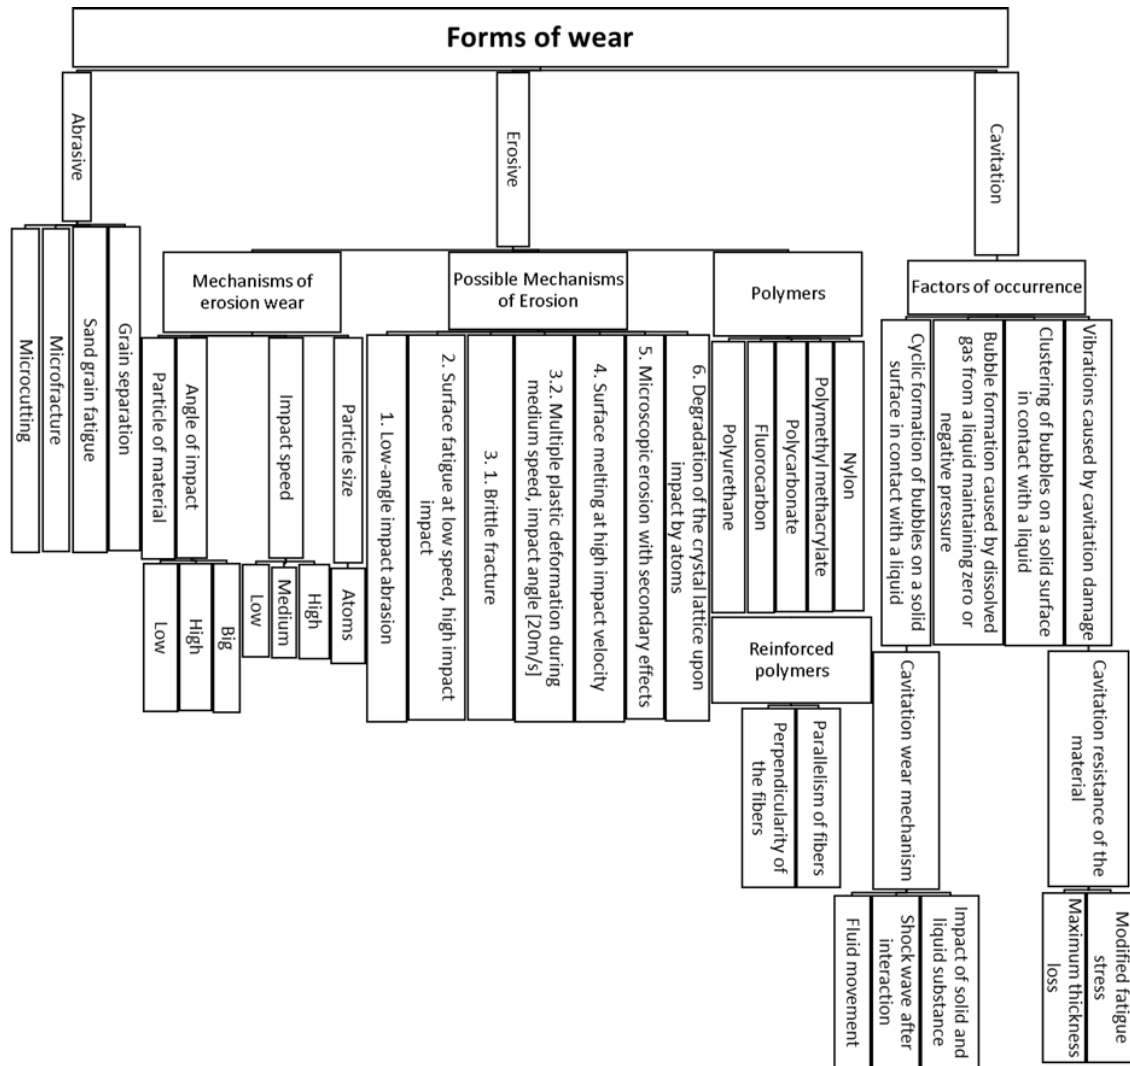 Forms of wear
Abrasive
Erosive
Cavitation
Microcutting
Microfracture
Sand grain fatigue
Grain separation
Mechanisms of
erosion wear
Possible Mechanisms
of Erosion
Polymers
Factors of occurrence
Particle of material
Angle of impact
Impact speed
Particle size
Low
High
Big
Low
Medium
High
Atoms
1. Low-angle impact abrasion
2. Surface fatigue at low speed, high impact
impact
3. 1. Brittle fracture
3.2. Multiple plastic deformation during
medium speed, impact angle [20m/s]
4. Surface melting at high impact velocity
5. Microscopic erosion with secondary effects
6. Degradation of the crystal lattice upon
impact by atoms
Polyurethane
Fluorocarbon
Polycarbonate
Polymethyl methacrylate
Nylon
Reinforced
polymers
Perpendicularity of
the fibers
Parallelism of fibers
Cyclic formation of bubbles on a solid
surface in contact with a liquid
Bubble formation caused by dissolved
gas from a liquid maintaining zero or
negative pressure
Clustering of bubbles on a solid surface
in contact with a liquid
Vibrations caused by cavitation damage
Cavitation wear mechanism
Fluid movement
Shock wave after
interaction
Impact of solid and
liquid substance
Cavitation resistance of the
material
Maximum thickness
loss
Modified fatigue
stress